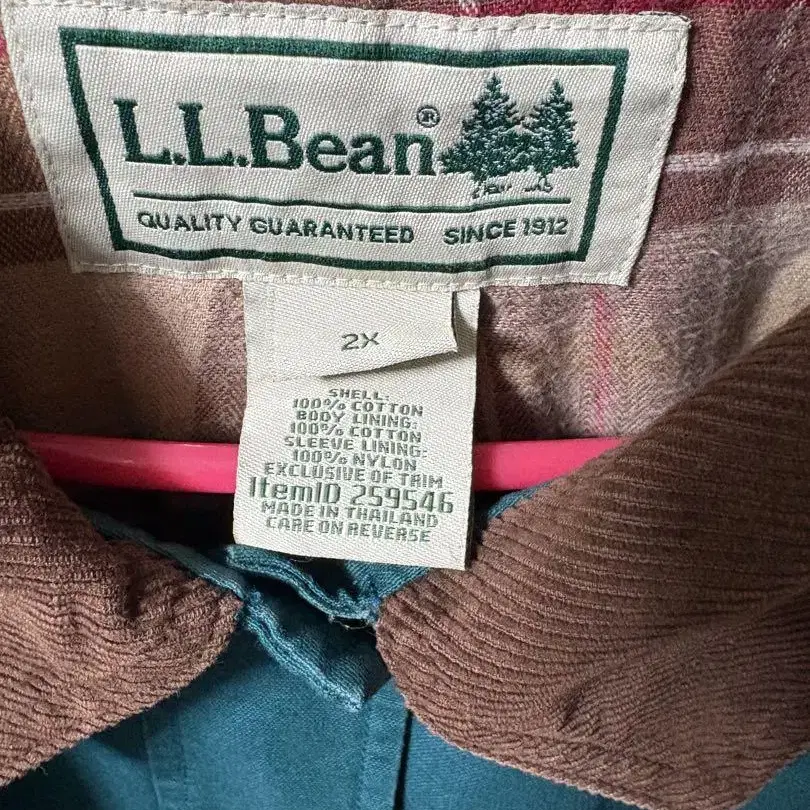 L.L.Bean®
QUALITY GUARANTEED SINCE 1912
2X
SHELL:
100% COTTON
BODY LINING:
100% COTTON
SLEEVE LINING:
100% NYLON
EXCLUSIVE OF TRIM
ItemID 259546
MADE IN THAILAND
CARE ON REVERSE